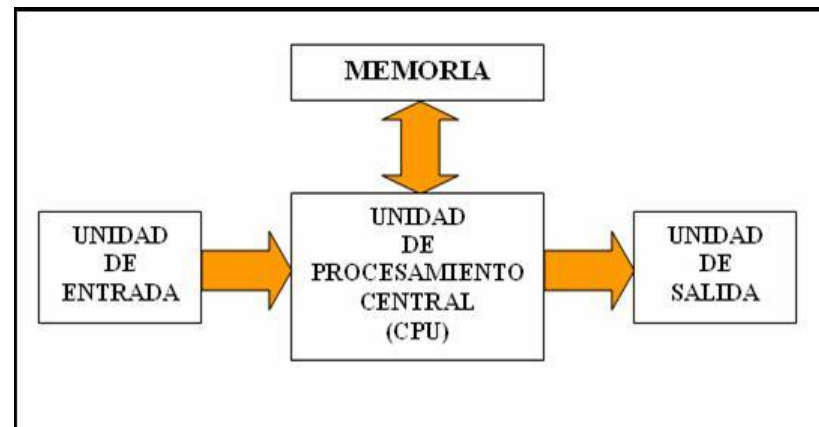 MEMORIA
UNIDAD
DE
ENTRADA
UNIDAD
DE
PROCESAMIENTO
CENTRAL
(CPU)
UNIDAD
DE
SALIDA